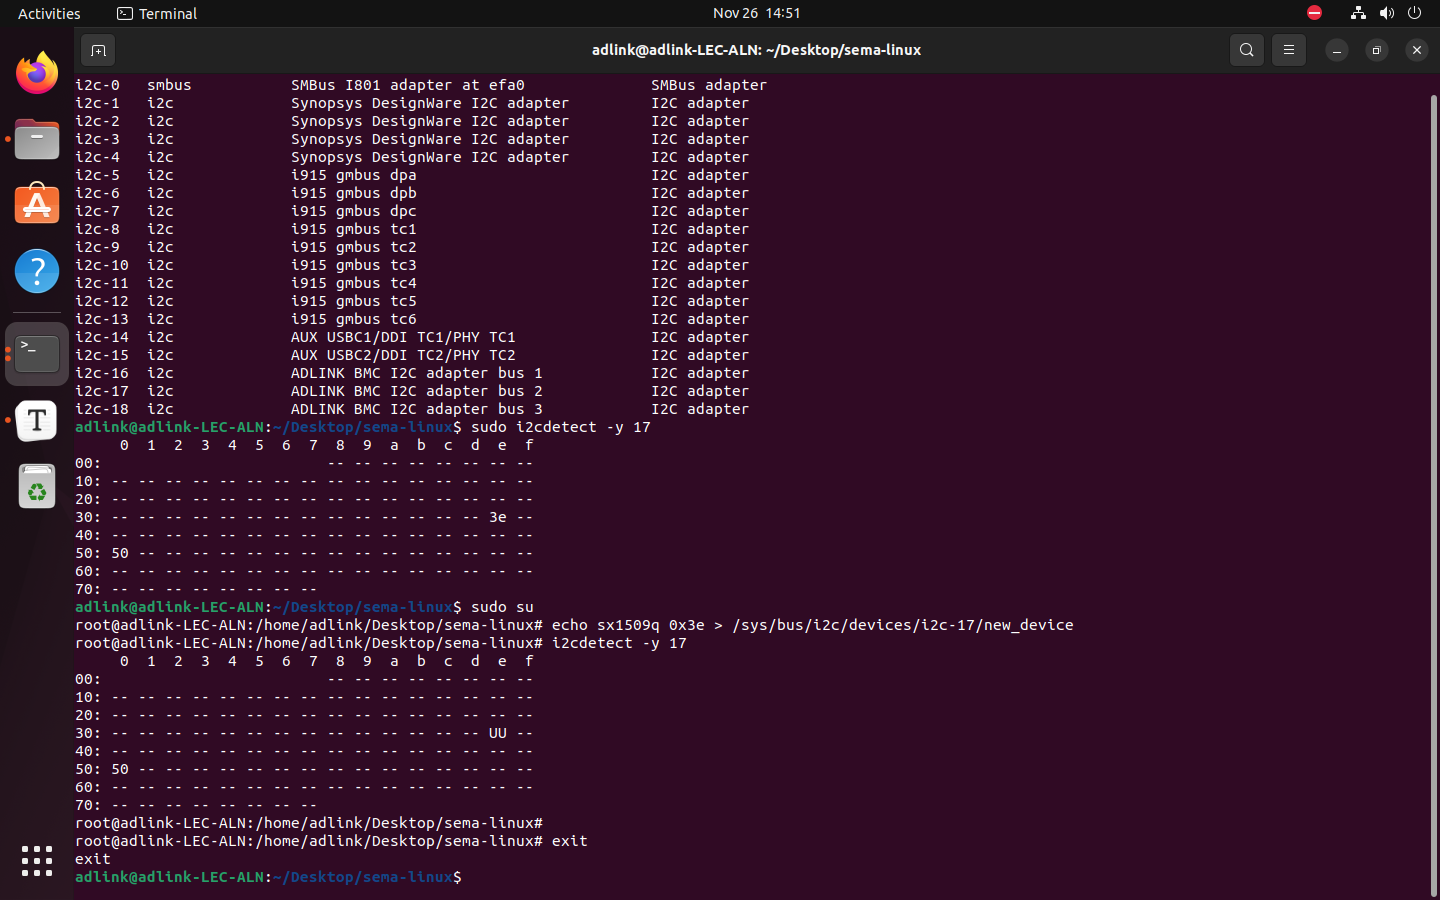 Activities Terminal Nov 26 14:51
adlink@adlink-LEC-ALN: ~/Desktop/sema-linux
i2c-0 smbus SMBus I801 adapter at efa0 SMBus adapter
i2c-1 i2c Synopsys DesignWare I2C adapter I2C adapter
i2c-2 i2c Synopsys DesignWare I2C adapter I2C adapter
i2c-3 i2c Synopsys DesignWare I2C adapter I2C adapter
i2c-4 i2c Synopsys DesignWare I2C adapter I2C adapter
i2c-5 i2c i915 gmbus dpa I2C adapter
i2c-6 i2c i915 gmbus dpb I2C adapter
i2c-7 i2c i915 gmbus dpc I2C adapter
i2c-8 i2c i915 gmbus tc1 I2C adapter
i2c-9 i2c i915 gmbus tc2 I2C adapter
i2c-10 i2c i915 gmbus tc3 I2C adapter
i2c-11 i2c i915 gmbus tc4 I2C adapter
i2c-12 i2c i915 gmbus tc5 I2C adapter
i2c-13 i2c i915 gmbus tc6 I2C adapter
i2c-14 i2c AUX USBC1/DDI TC1/PHY TC1 I2C adapter
i2c-15 i2c AUX USBC2/DDI TC2/PHY TC2 I2C adapter
i2c-16 i2c ADLINK BMC I2C adapter bus 1 I2C adapter
i2c-17 i2c ADLINK BMC I2C adapter bus 2 I2C adapter
i2c-18 i2c ADLINK BMC I2C adapter bus 3 I2C adapter
adlink@adlink-LEC-ALN:~/Desktop/sema-linux$ sudo i2cdetect -y 17
     0  1  2  3  4  5  6  7  8  9  a  b  c  d  e  f
00:                         -- -- -- -- -- -- -- --
10: -- -- -- -- -- -- -- -- -- -- -- -- -- -- -- --
20: -- -- -- -- -- -- -- -- -- -- -- -- -- -- -- --
30: -- -- -- -- -- -- -- -- -- -- -- -- -- -- 3e --
40: -- -- -- -- -- -- -- -- -- -- -- -- -- -- -- --
50: 50 -- -- -- -- -- -- -- -- -- -- -- -- -- -- --
60: -- -- -- -- -- -- -- -- -- -- -- -- -- -- -- --
70: -- -- -- -- -- -- -- --
adlink@adlink-LEC-ALN:~/Desktop/sema-linux$ sudo su
root@adlink-LEC-ALN:/home/adlink/Desktop/sema-linux# echo sx1509q 0x3e > /sys/bus/i2c/devices/i2c-17/new_device
root@adlink-LEC-ALN:/home/adlink/Desktop/sema-linux# i2cdetect -y 17
     0  1  2  3  4  5  6  7  8  9  a  b  c  d  e  f
00:                         -- -- -- -- -- -- -- --
10: -- -- -- -- -- -- -- -- -- -- -- -- -- -- -- --
20: -- -- -- -- -- -- -- -- -- -- -- -- -- -- -- --
30: -- -- -- -- -- -- -- -- -- -- -- -- -- -- UU --
40: -- -- -- -- -- -- -- -- -- -- -- -- -- -- -- --
50: 50 -- -- -- -- -- -- -- -- -- -- -- -- -- -- --
60: -- -- -- -- -- -- -- -- -- -- -- -- -- -- -- --
70: -- -- -- -- -- -- -- --
root@adlink-LEC-ALN:/home/adlink/Desktop/sema-linux#
root@adlink-LEC-ALN:/home/adlink/Desktop/sema-linux# exit
exit
adlink@adlink-LEC-ALN:~/Desktop/sema-linux$